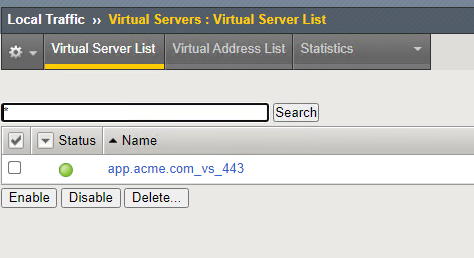 Local Traffic ›› Virtual Servers : Virtual Server List
Virtual Server List Virtual Address List Statistics
* Search
Status Name
app.acme.com_vs_443
Enable Disable Delete...